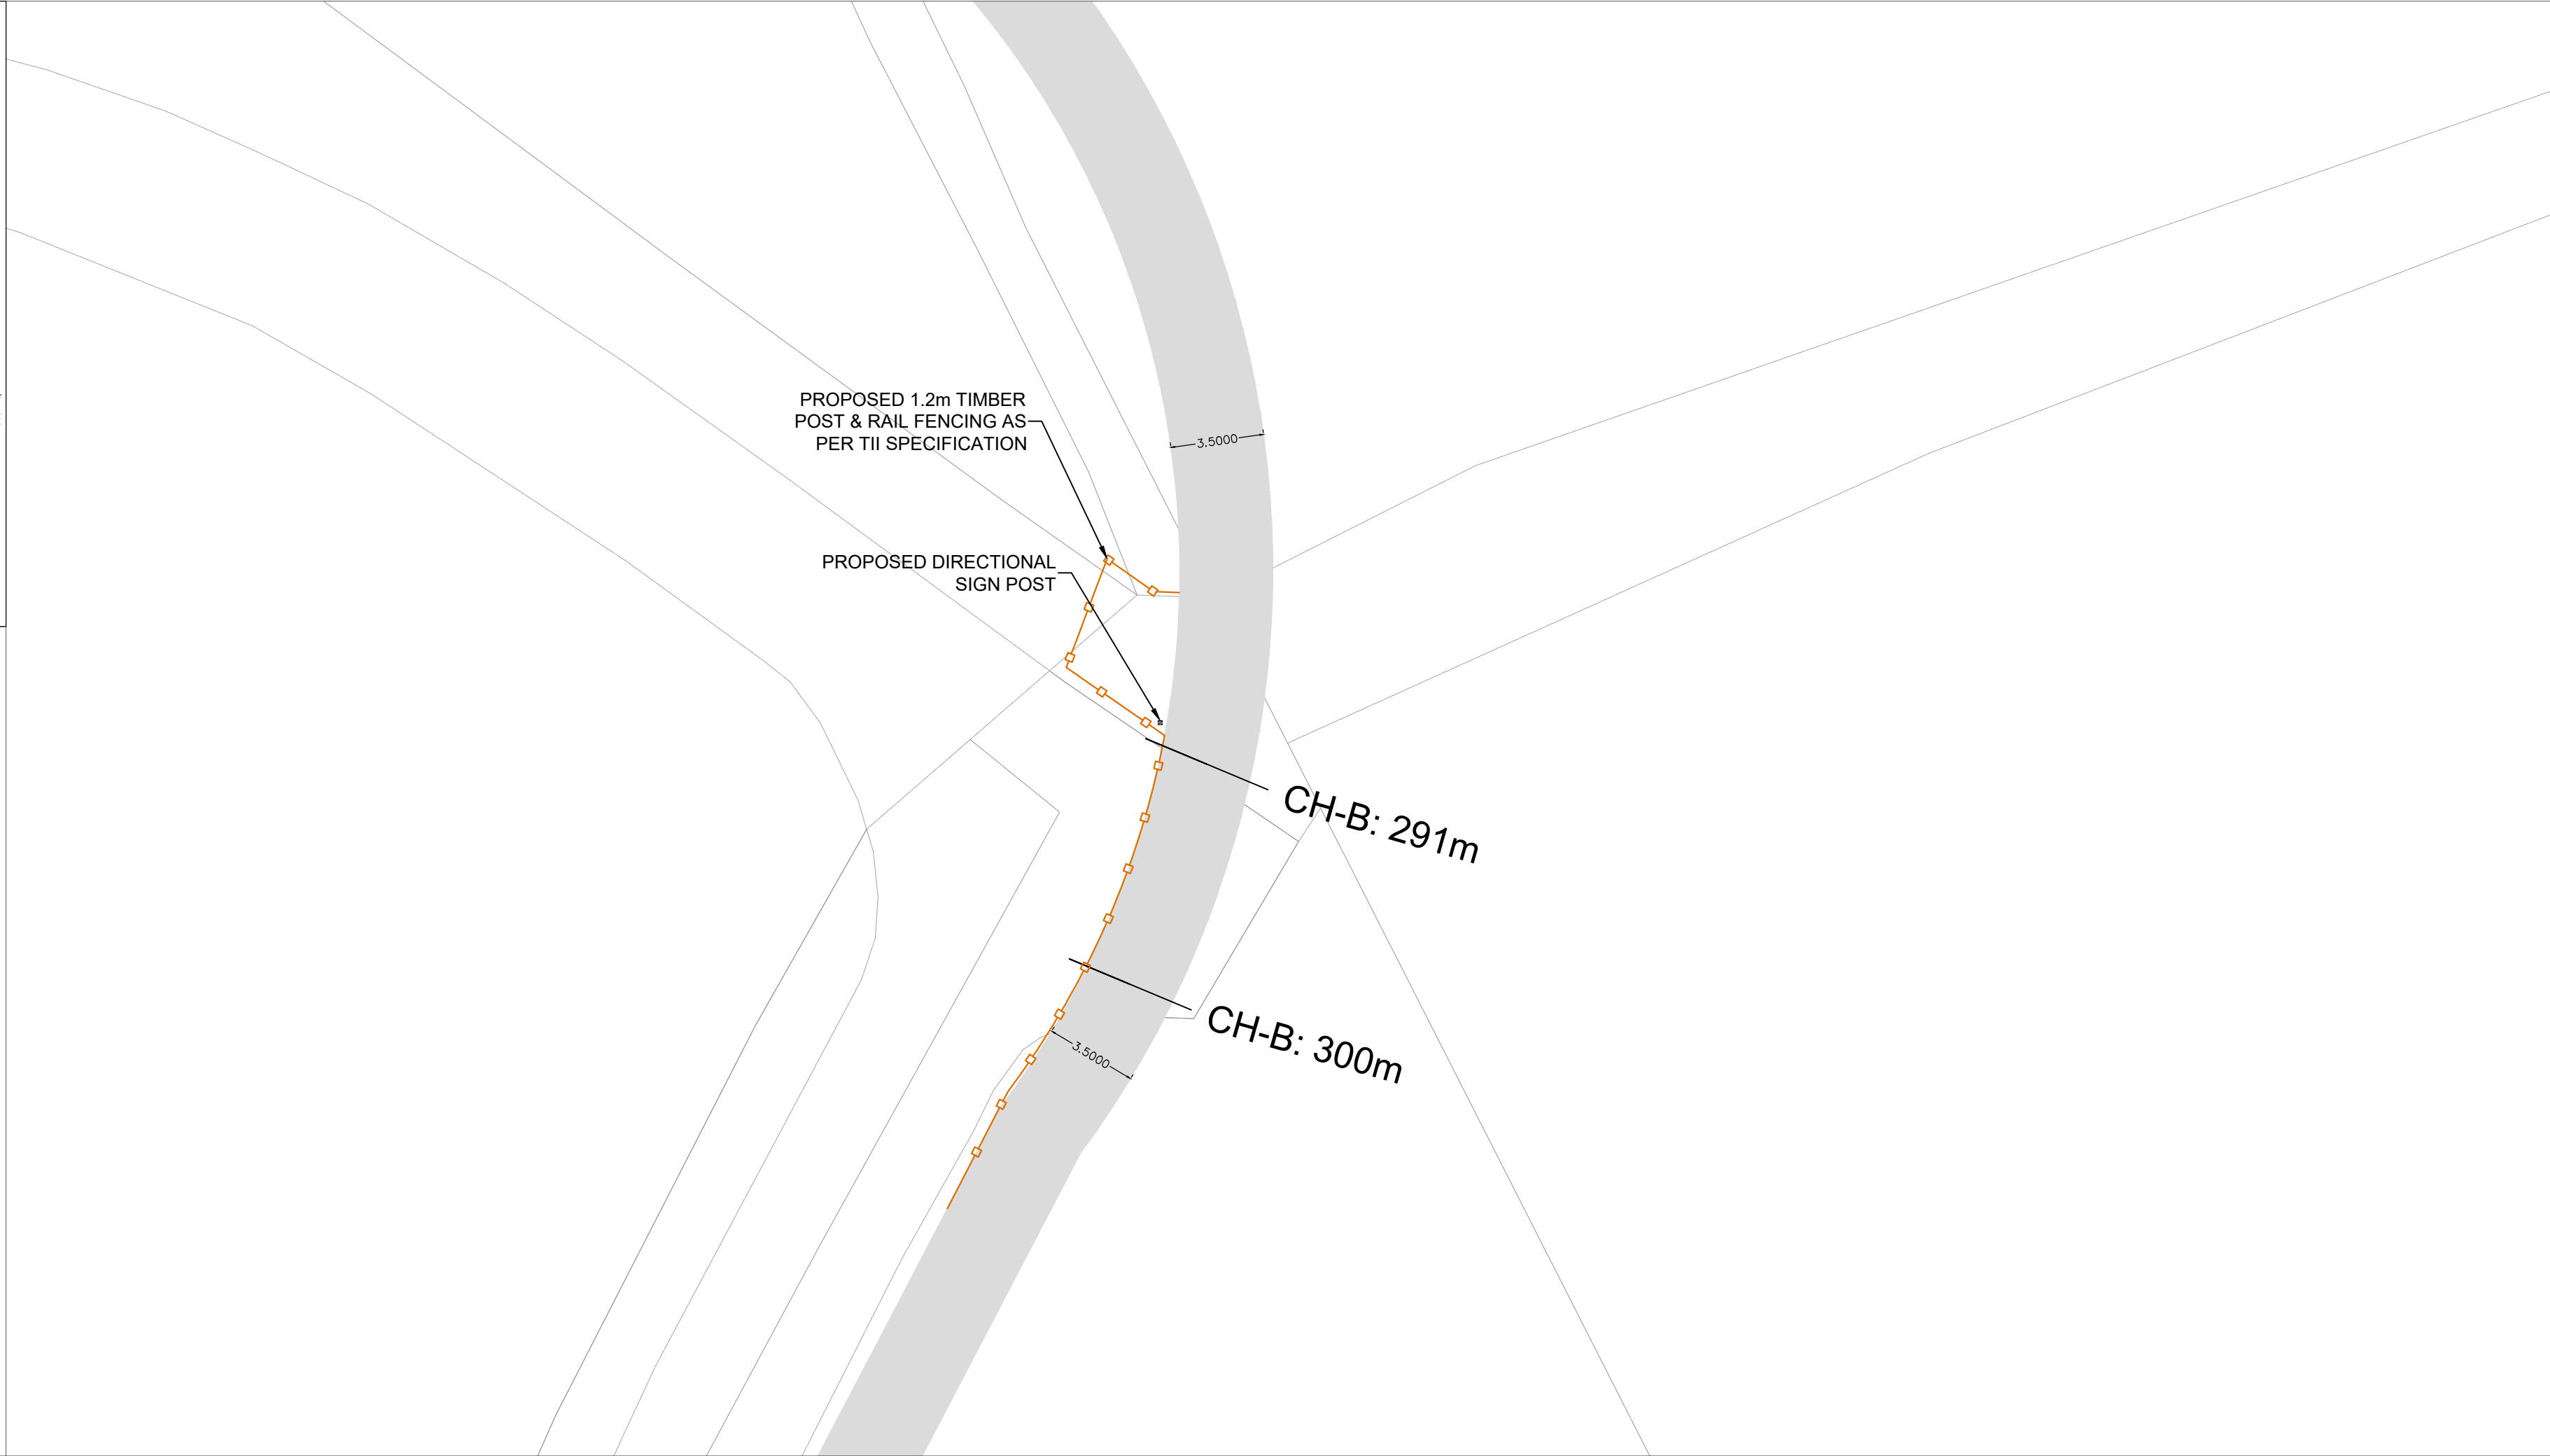 PROPOSED 1.2m TIMBER
POST & RAIL FENCING AS
PER TII SPECIFICATION
3.5000
PROPOSED DIRECTIONAL
SIGN POST
CH-B: 291m
CH-B: 300m
3.5000